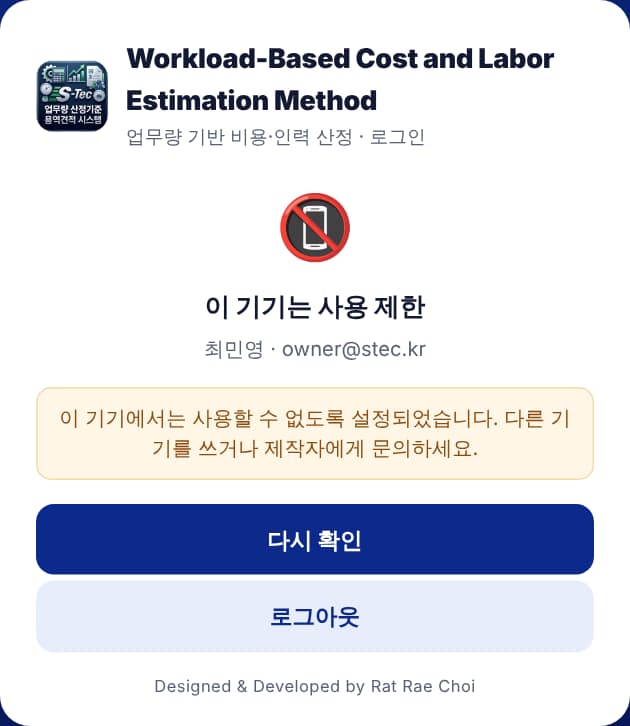 Workload-Based Cost and Labor
Estimation Method
업무량 기반 비용·인력 산정 · 로그인
S-Tec
업무량 산정기준
용역견적 시스템
이 기기는 사용 제한
최민영 · owner@stec.kr
이 기기에서는 사용할 수 없도록 설정되었습니다. 다른 기
기를 쓰거나 제작자에게 문의하세요.
다시 확인
로그아웃
Designed & Developed by Rat Rae Choi